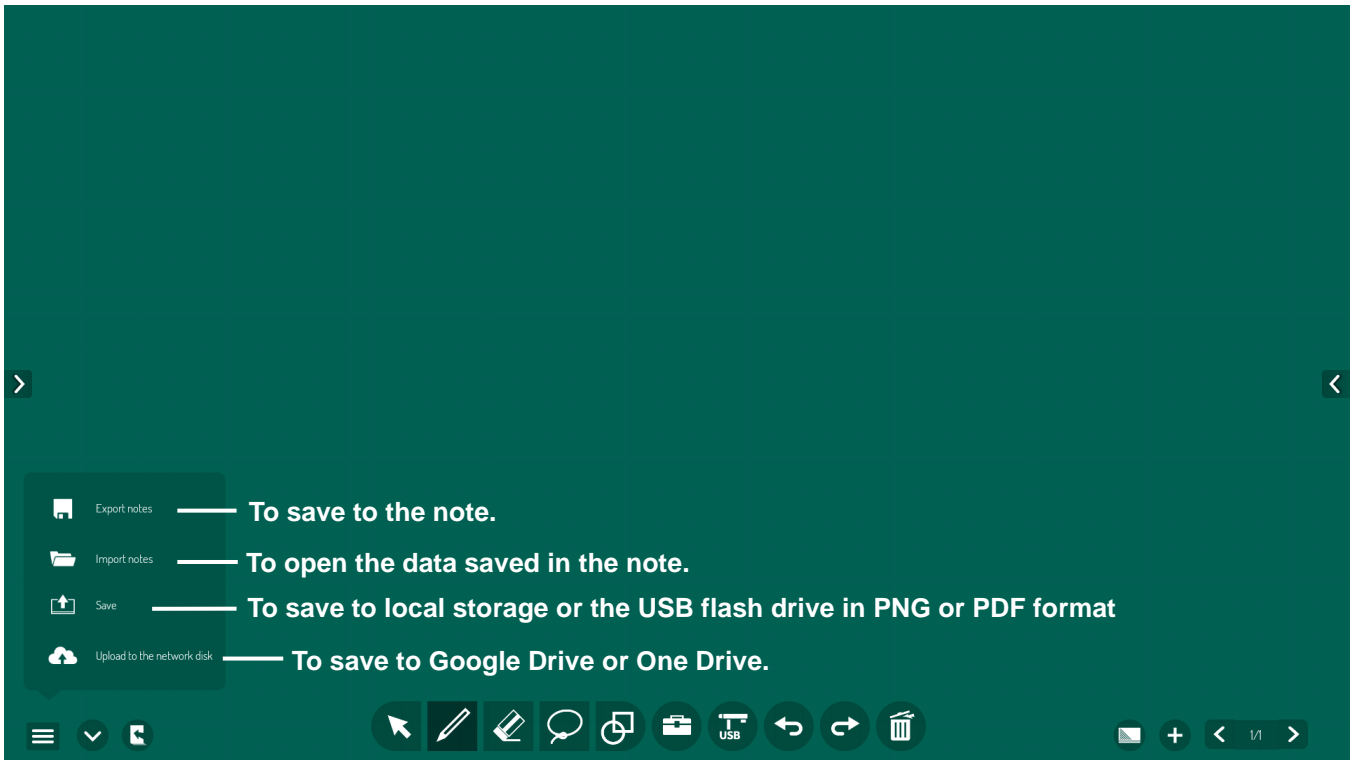 Export notes To save to the note.
Import notes To open the data saved in the note.
Save To save to local storage or the USB flash drive in PNG or PDF format
Upload to the network disk To save to Google Drive or One Drive.
USB
1/1